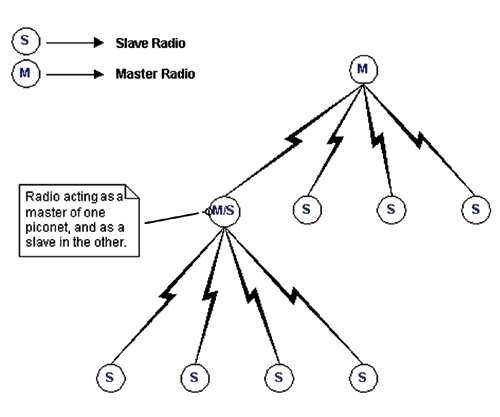 S Slave Radio
M Master Radio
M
M/S S S S
Radio acting as a
master of one
piconet, and as a
slave in the other.
S S S S